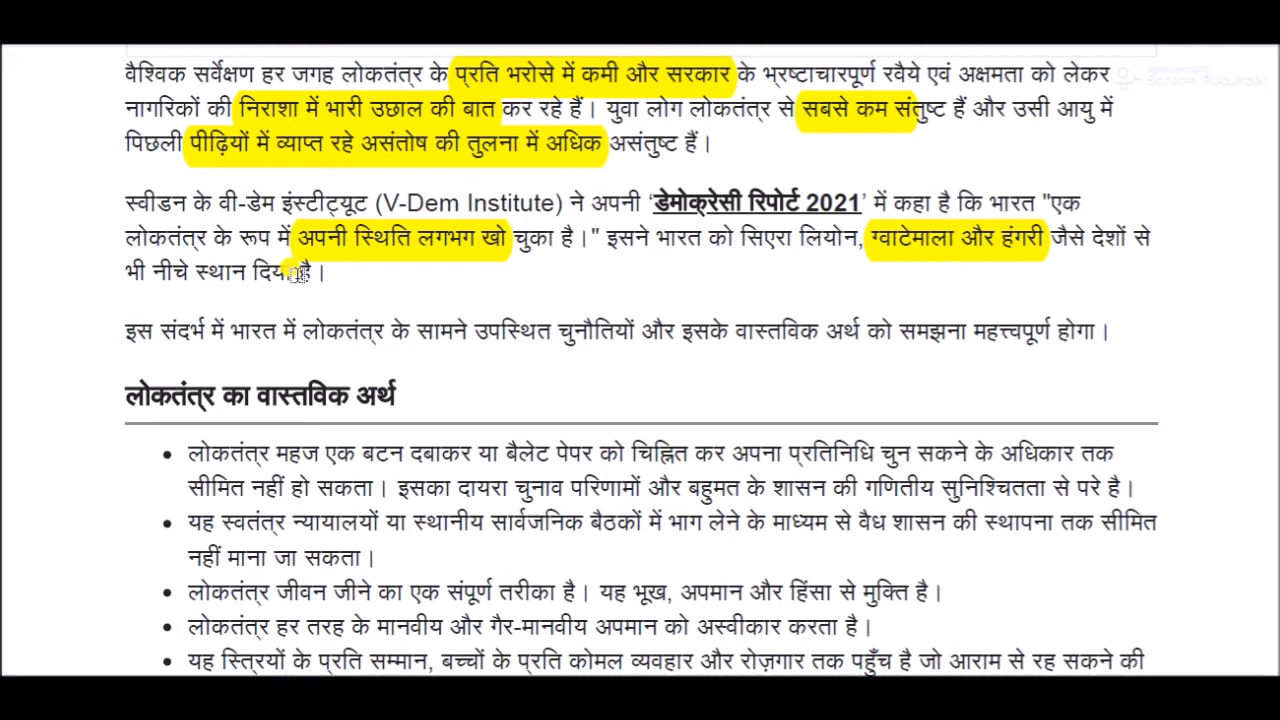 वैश्विक सर्वेक्षण हर जगह लोकतंत्र के प्रति भरोसे में कमी और सरकार के भ्रष्टाचारपूर्ण रवैये एवं अक्षमता को लेकर
नागरिकों की निराशा में भारी उछाल की बात कर रहे हैं। युवा लोग लोकतंत्र से सबसे कम संतुष्ट हैं और उसी आयु में
पिछली पीढ़ियों में व्याप्त रहे असंतोष की तुलना में अधिक असंतुष्ट हैं।
स्वीडन के वी-डेम इंस्टीट्यूट (V-Dem Institute) ने अपनी ‘डेमोक्रेसी रिपोर्ट 2021’ में कहा है कि भारत "एक
लोकतंत्र के रूप में अपनी स्थिति लगभग खो चुका है।" इसने भारत को सिएरा लियोन, ग्वाटेमाला और हंगरी जैसे देशों से
भी नीचे स्थान दिया है।
इस संदर्भ में भारत में लोकतंत्र के सामने उपस्थित चुनौतियों और इसके वास्तविक अर्थ को समझना महत्त्वपूर्ण होगा।
लोकतंत्र का वास्तविक अर्थ
• लोकतंत्र महज एक बटन दबाकर या बैलेट पेपर को चिह्नित कर अपना प्रतिनिधि चुन सकने के अधिकार तक
सीमित नहीं हो सकता। इसका दायरा चुनाव परिणामों और बहुमत के शासन की गणितीय सुनिश्चितता से परे है।
• यह स्वतंत्र न्यायालयों या स्थानीय सार्वजनिक बैठकों में भाग लेने के माध्यम से वैध शासन की स्थापना तक सीमित
नहीं माना जा सकता।
• लोकतंत्र जीवन जीने का एक संपूर्ण तरीका है। यह भूख, अपमान और हिंसा से मुक्ति है।
• लोकतंत्र हर तरह के मानवीय और गैर-मानवीय अपमान को अस्वीकार करता है।
• यह स्त्रियों के प्रति सम्मान, बच्चों के प्रति कोमल व्यवहार और रोज़गार तक पहुँच है जो आराम से रह सकने की
Screen Recorder